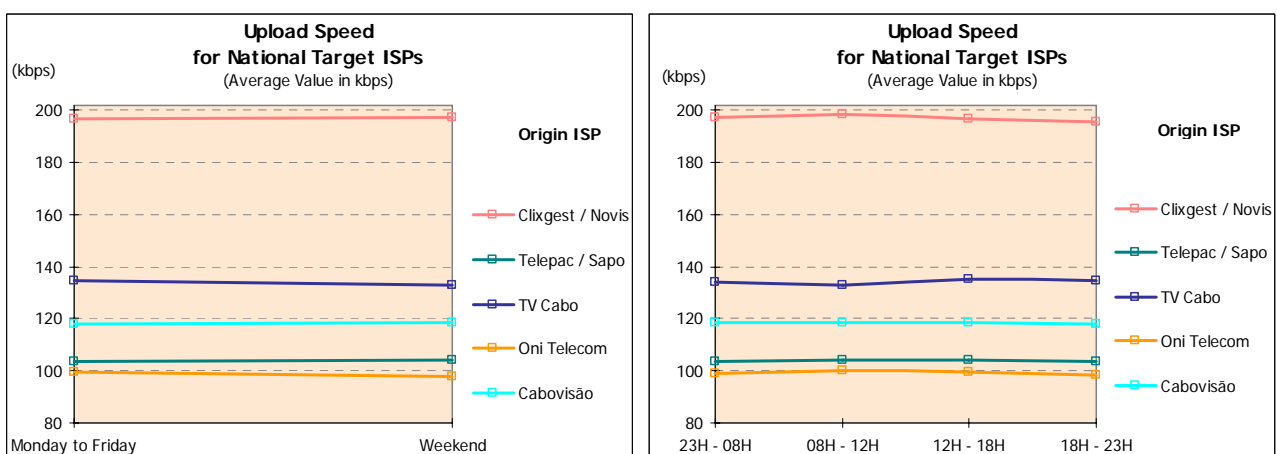 Upload Speed
for National Target ISPs
(Average Value in kbps)
(kbps)
200
180
160
140
120
100
80
Monday to Friday
Weekend
Origin ISP
Clixgest / Novis
Telepac / Sapo
TV Cabo
Oni Telecom
Cabovisão
Upload Speed
for National Target ISPs
(Average Value in kbps)
(kbps)
200
180
160
140
120
100
80
23H - 08H
08H - 12H
12H - 18H
18H - 23H
Origin ISP
Clixgest / Novis
Telepac / Sapo
TV Cabo
Oni Telecom
Cabovisão